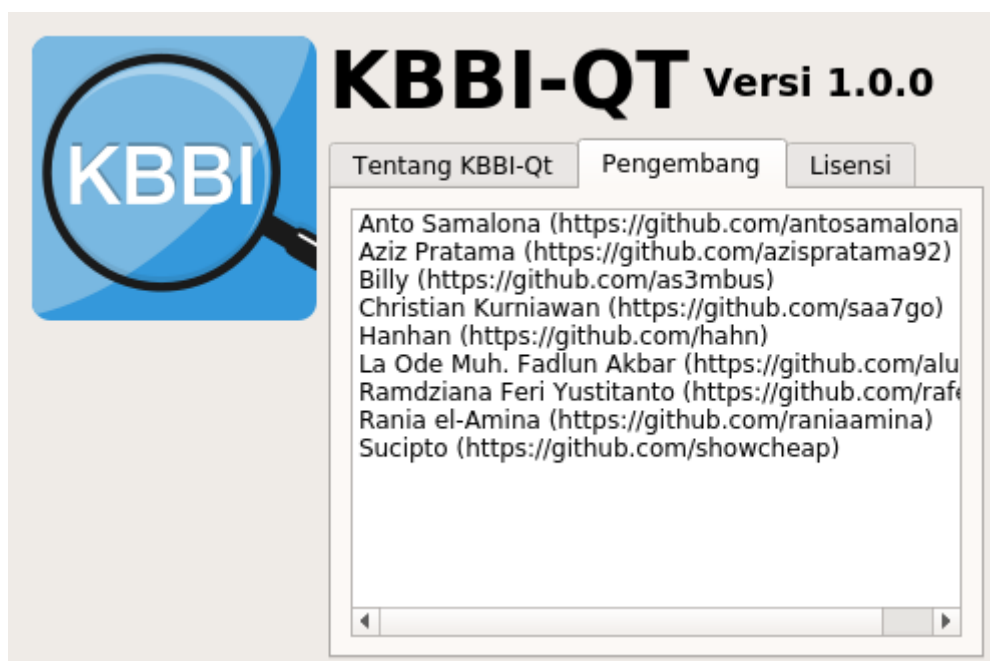 KBBI
KBBI-QT Versi 1.0.0
Tentang KBBI-Qt Pengembang Lisensi
Anto Samalona (https://github.com/antosamalona
Aziz Pratama (https://github.com/azispratama92)
Billy (https://github.com/as3mbus)
Christian Kurniawan (https://github.com/saa7go)
Hanhan (https://github.com/hahn)
La Ode Muh. Fadlun Akbar (https://github.com/alu
Ramdziana Feri Yustitanto (https://github.com/rafe
Rania el-Amina (https://github.com/raniaamina)
Sucipto (https://github.com/showcheap)